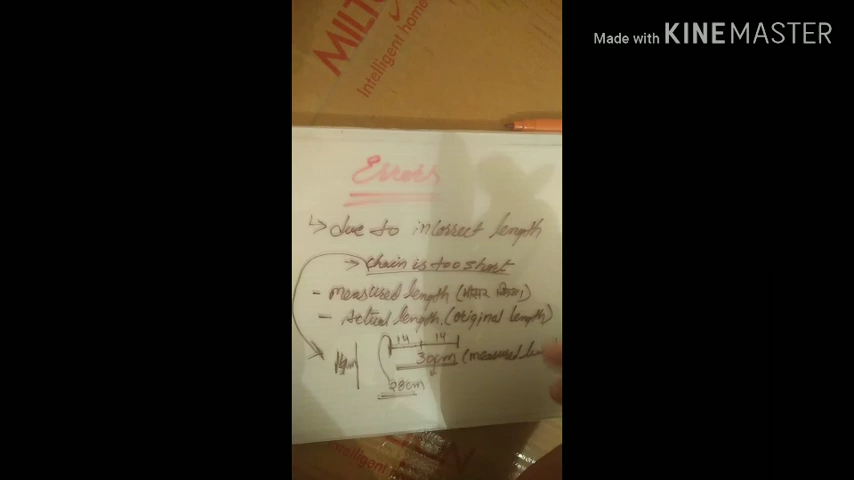 MILTON
Intelligent home
Made with KINEMASTER
Errors
↳ due to incorrect length
→ chain is too short
- measured length (
- Actual length. (original length)
14 14
30cm (measured
28cm
Intelligent